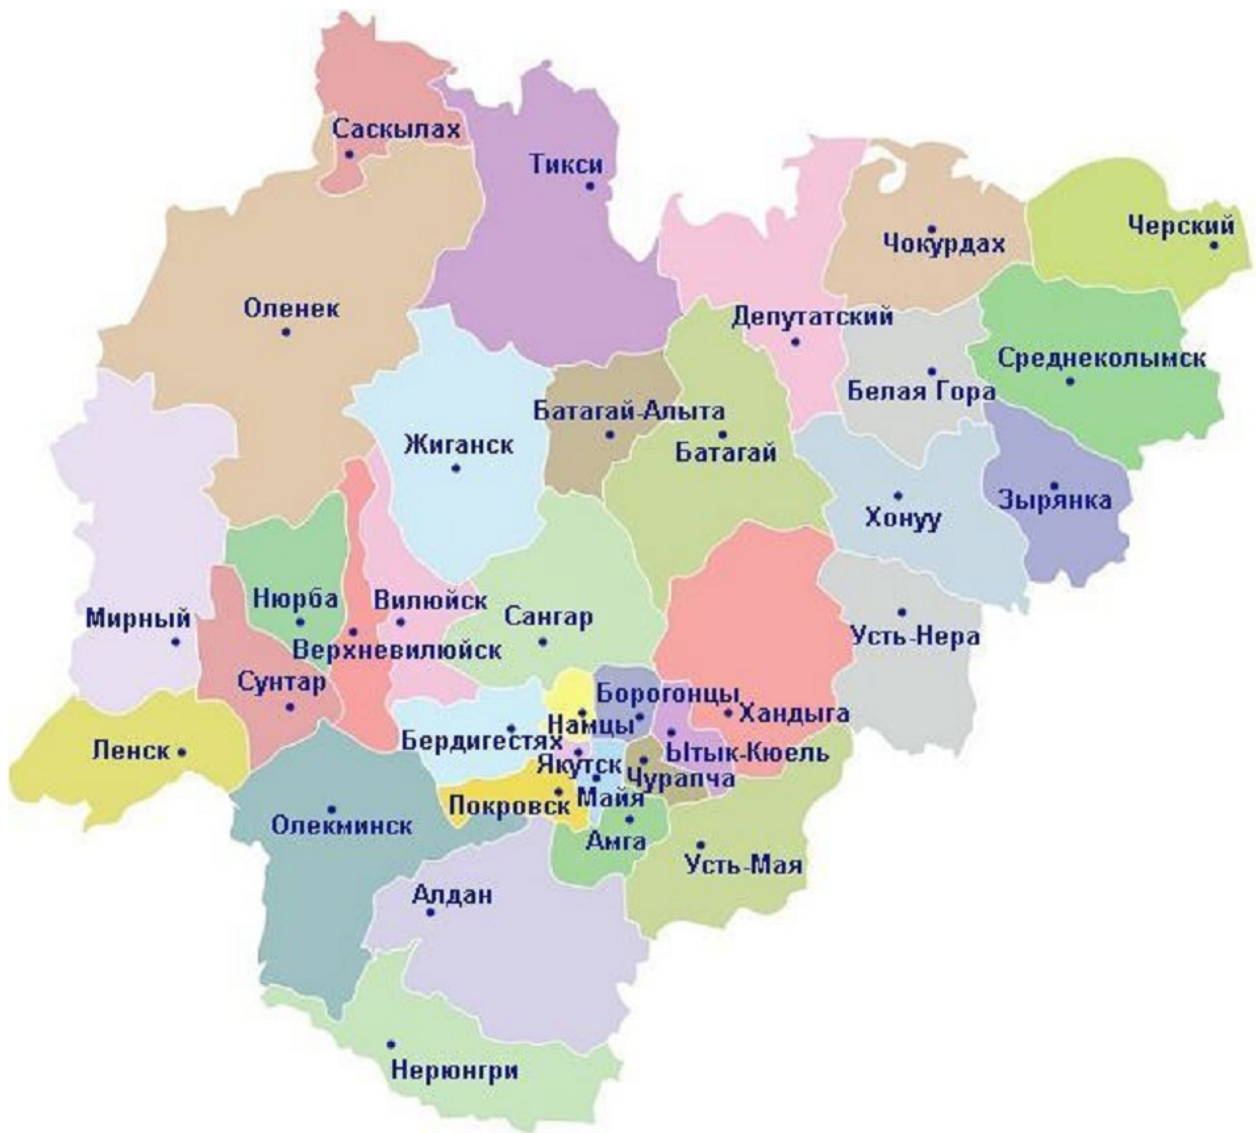 Саскылах
Тикси
Черский
Чокурдах
Оленек
Депутатский
Среднеколымск
Белая Гора
Батагай-Алыта
Жиганск
Батагай
Зырянка
Хонуу
Нюрба
Вилюйск
Мирный
Сангар
Усть-Нера
Верхневилюйск
Сунтар
Борогонцы
Хандыга
Намцы
Бердигестях
Ленск
Ытык-Кюель
Якутск
Чурапча
Майя
Покровск
Олекминск
Амга
Усть-Мая
Алдан
Нерюнгри